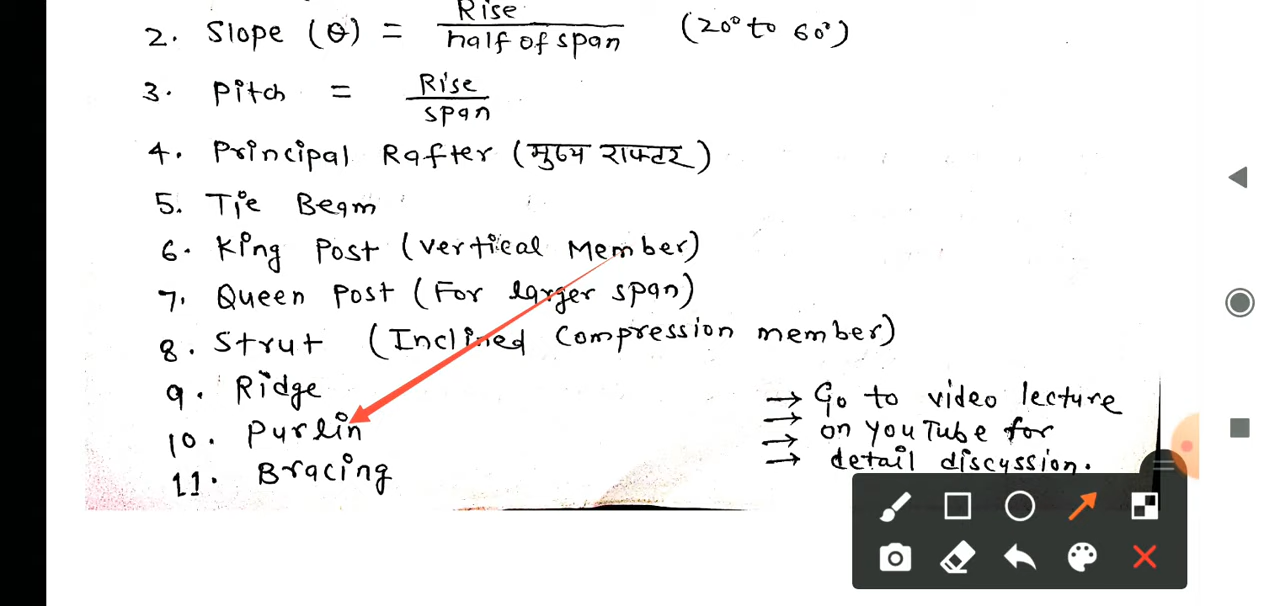 2. Slope (θ) = Rise / half of span (20° to 60°)
3. Pitch = Rise / span
4. Principal Rafter (मुख्य राफ्टर)
5. Tie Beam
6. King Post (Vertical Member)
7. Queen Post (For larger span)
8. Strut (Inclined Compression member)
9. Ridge
10. Purlin
11. Bracing
→ Go to video lecture
→ on YouTube for
→ detail discussion.